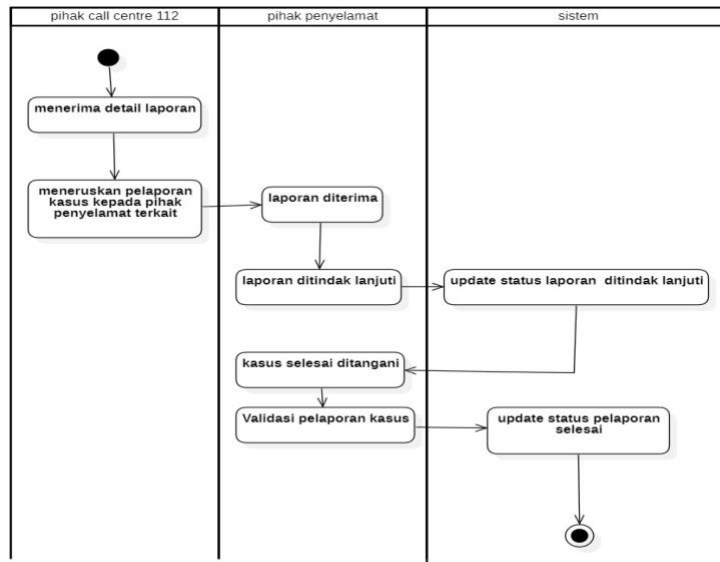 pihak call centre 112
pihak penyelamat
sistem
menerima detail laporan
meneruskan pelaporan
kasus kepada pihak
penyelamat terkait
laporan diterima
laporan ditindak lanjuti
update status laporan  ditindak lanjuti
kasus selesai ditangani
Validasi pelaporan kasus
update status pelaporan
selesai